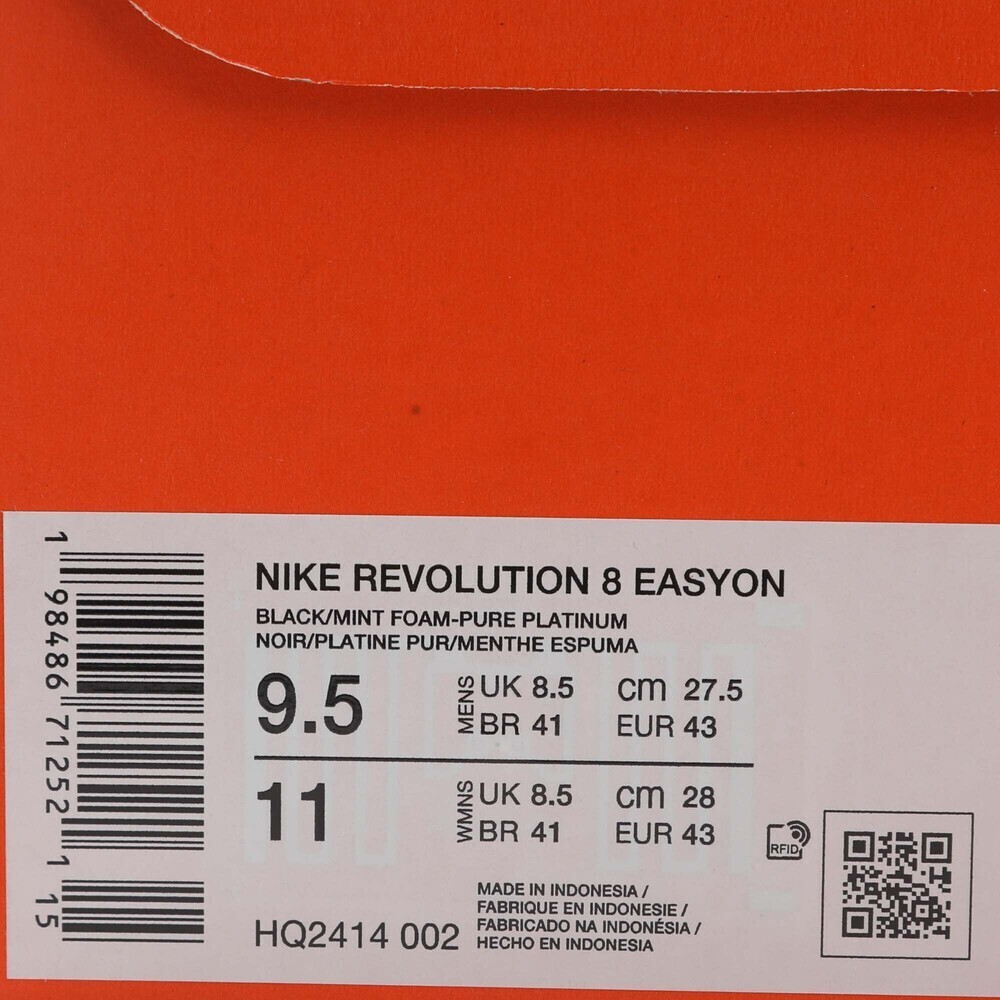 NIKE REVOLUTION 8 EASYON
BLACK/MINT FOAM-PURE PLATINUM
NOIR/PLATINE PUR/MENTHE ESPUMA
9.5
MENS
UK 8.5 cm 27.5
BR 41 EUR 43
11
WMNS
UK 8.5 cm 28
BR 41 EUR 43
RFID
HQ2414 002
MADE IN INDONESIA /
FABRIQUE EN INDONESIE /
FABRICADO NA INDONÉSIA /
HECHO EN INDONESIA
1 98486 71252 1 15